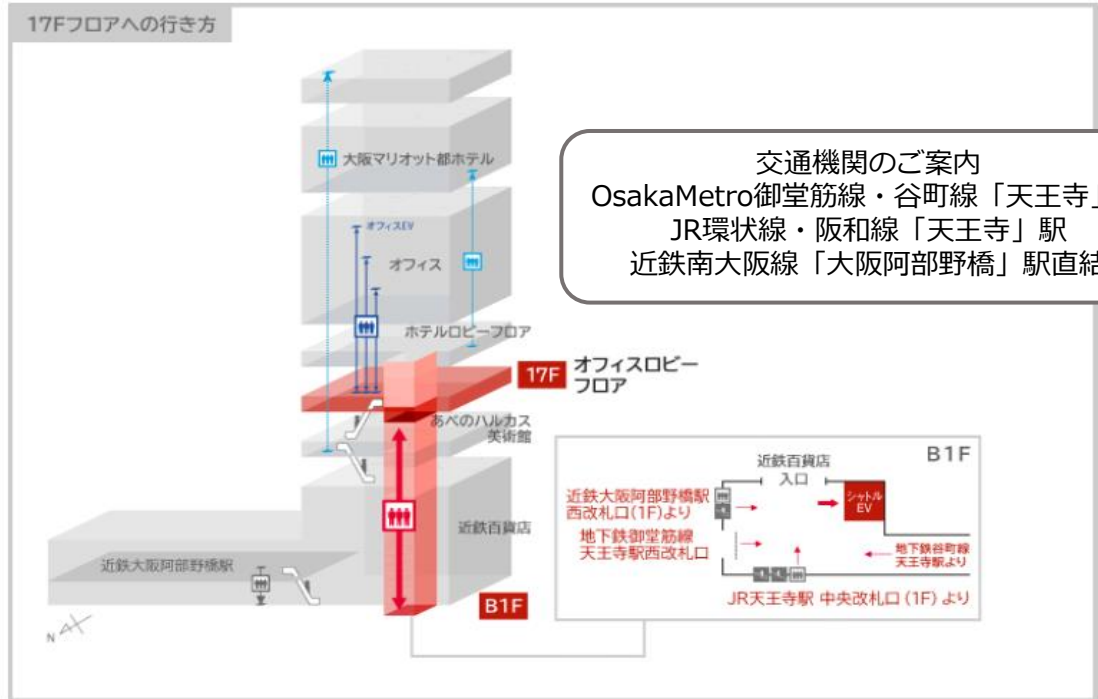 17Fフロアへの行き方
大阪マリオット都ホテル
オフィスEV
オフィス
ホテルロビーフロア
17F
オフィスロビー
フロア
あべのハルカス
美術館
近鉄百貨店
近鉄大阪阿部野橋駅
B1F
N
交通機関のご案内
OsakaMetro御堂筋線・谷町線「天王寺」
JR環状線・阪和線「天王寺」駅
近鉄南大阪線「大阪阿部野橋」駅直結
B1F
近鉄百貨店
入口
シャトル
EV
近鉄大阪阿部野橋駅
西改札口(1F)より
地下鉄御堂筋線
天王寺駅西改札口
地下鉄谷町線
天王寺駅より
JR天王寺駅 中央改札口 (1F) より